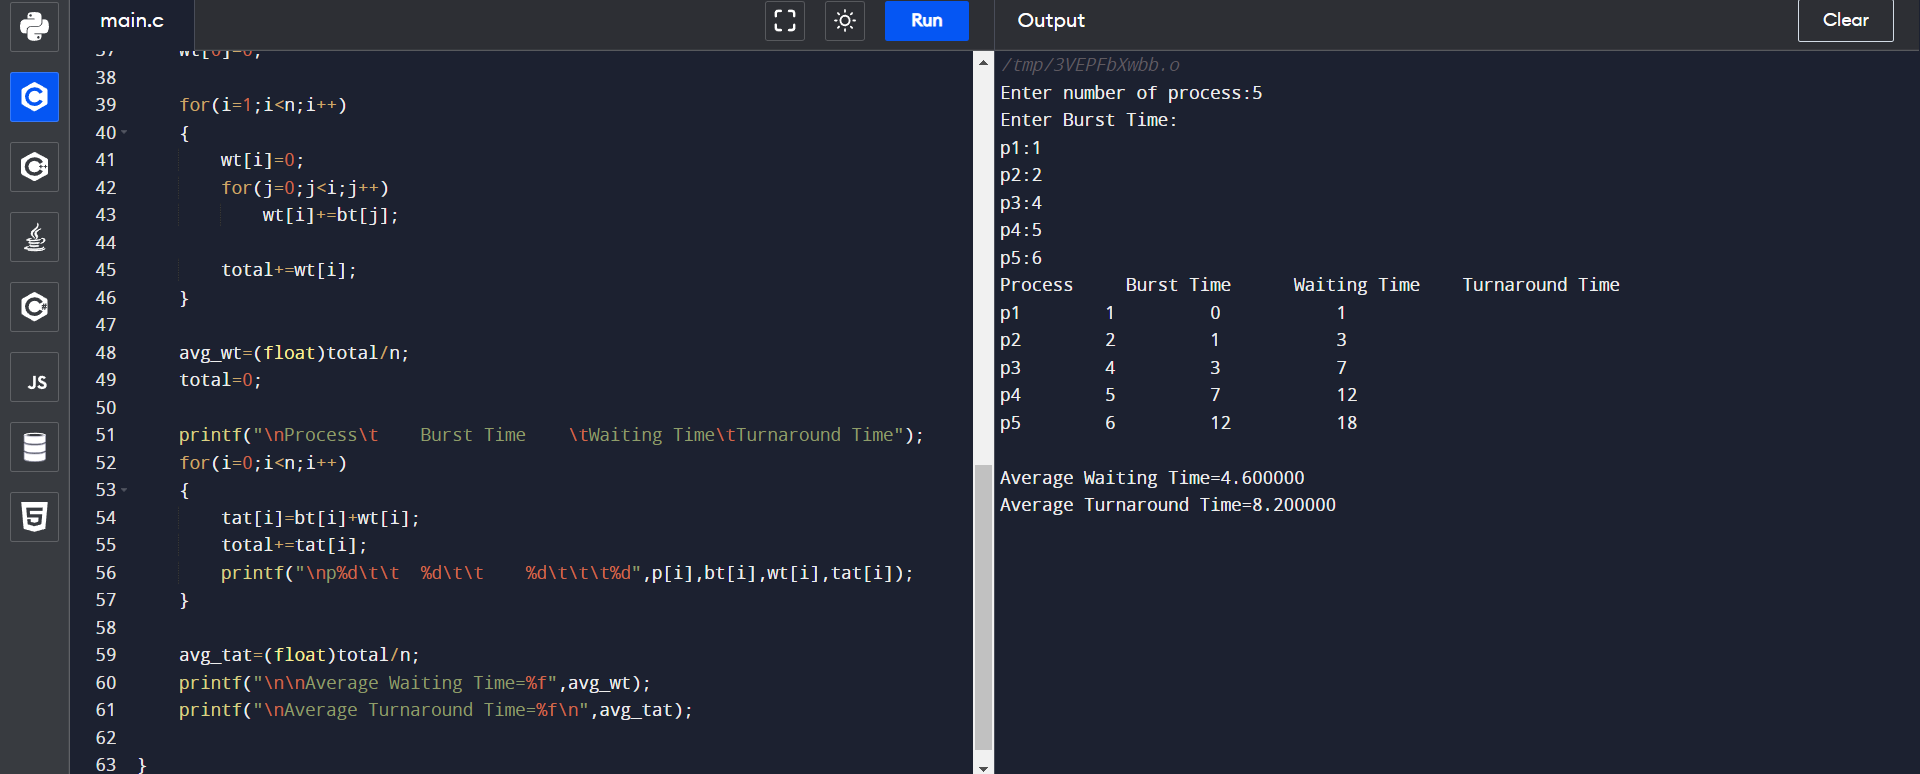 main.c
Run
Output
Clear
37 wt[0]=0;
38
39 for(i=1;i<n;i++)
40 {
41 wt[i]=0;
42 for(j=0;j<i;j++)
43 wt[i]+=bt[j];
44
45 total+=wt[i];
46 }
47
48 avg_wt=(float)total/n;
49 total=0;
50
51 printf("\nProcess\t    Burst Time    \tWaiting Time\tTurnaround Time");
52 for(i=0;i<n;i++)
53 {
54 tat[i]=bt[i]+wt[i];
55 total+=tat[i];
56 printf("\np%d\t\t  %d\t\t    %d\t\t\t%d",p[i],bt[i],wt[i],tat[i]);
57 }
58
59 avg_tat=(float)total/n;
60 printf("\n\nAverage Waiting Time=%f",avg_wt);
61 printf("\nAverage Turnaround Time=%f\n",avg_tat);
62
63 }
JS
/tmp/3VEPFbXwbb.o
Enter number of process:5
Enter Burst Time:
p1:1
p2:2
p3:4
p4:5
p5:6
Process Burst Time Waiting Time Turnaround Time
p1 1 0 1
p2 2 1 3
p3 4 3 7
p4 5 7 12
p5 6 12 18
Average Waiting Time=4.600000
Average Turnaround Time=8.200000